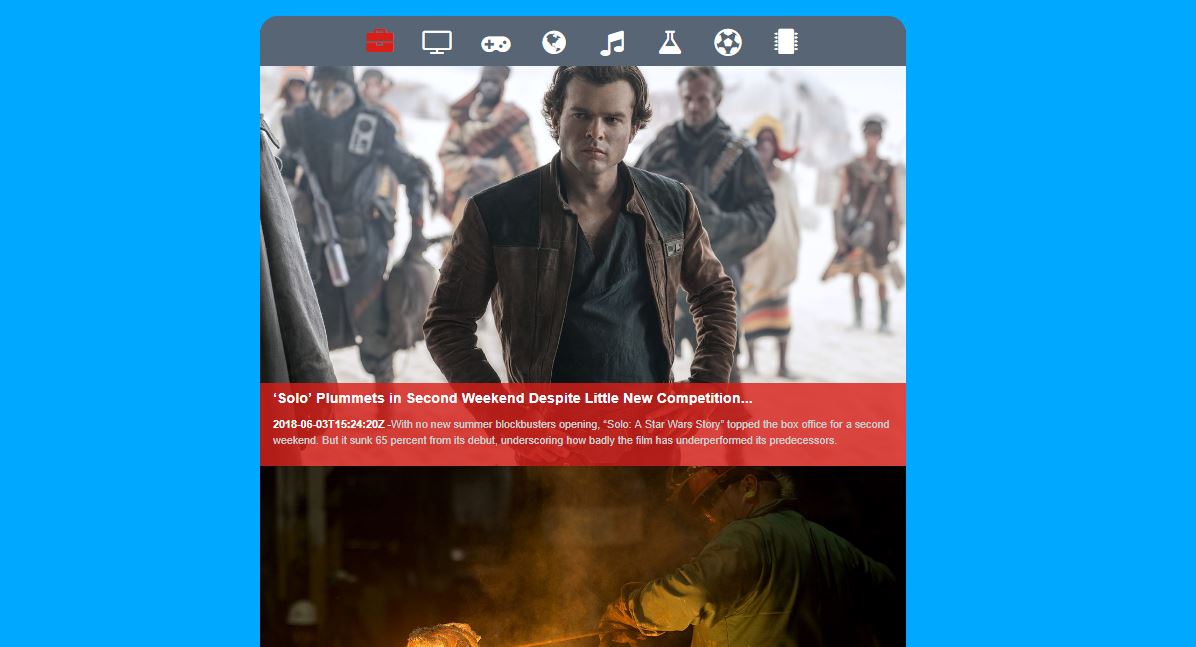 ‘Solo’ Plummets in Second Weekend Despite Little New Competition...
2018-06-03T15:24:20Z -With no new summer blockbusters opening, “Solo: A Star Wars Story” topped the box office for a second
weekend. But it sunk 65 percent from its debut, underscoring how badly the film has underperformed its predecessors.